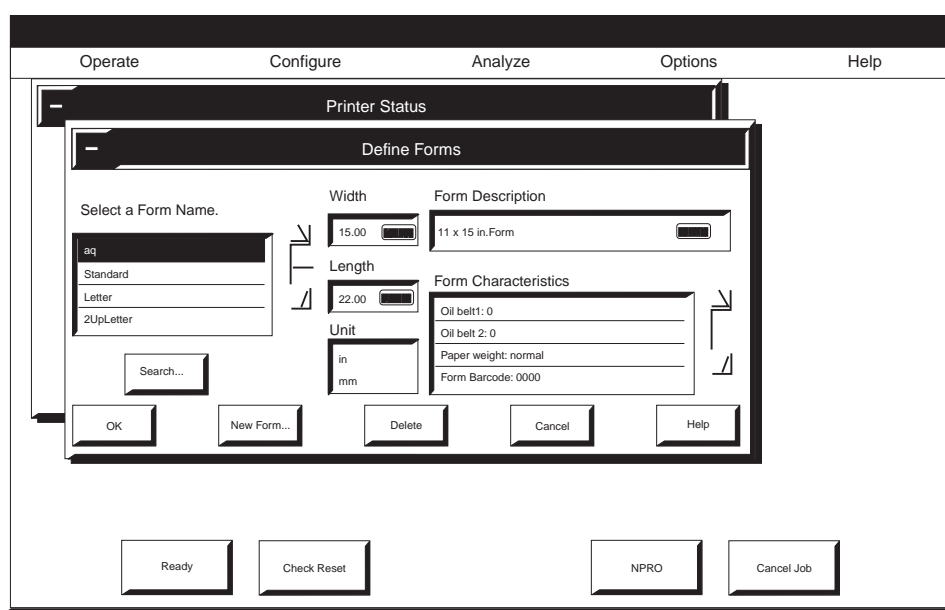 Operate Configure Analyze Options Help
Printer Status
Define Forms
Select a Form Name.
aq
Standard
Letter
2UpLetter
Search...
Width
15.00
Length
22.00
Unit
in
mm
Form Description
11 x 15 in.Form
Form Characteristics
Oil belt1: 0
Oil belt 2: 0
Paper weight: normal
Form Barcode: 0000
OK New Form... Delete Cancel Help
Ready Check Reset NPRO Cancel Job